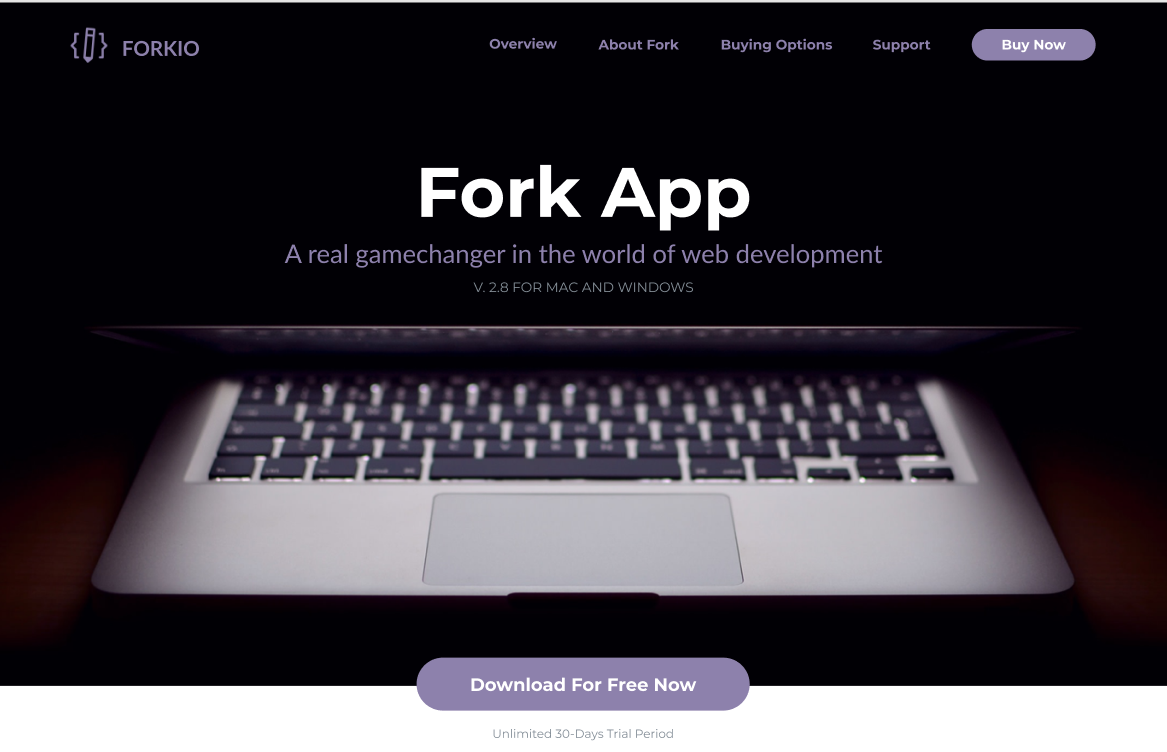 FORKIO
Overview About Fork Buying Options Support Buy Now
Fork App
A real gamechanger in the world of web development
V. 2.8 FOR MAC AND WINDOWS
Download For Free Now
Unlimited 30-Days Trial Period